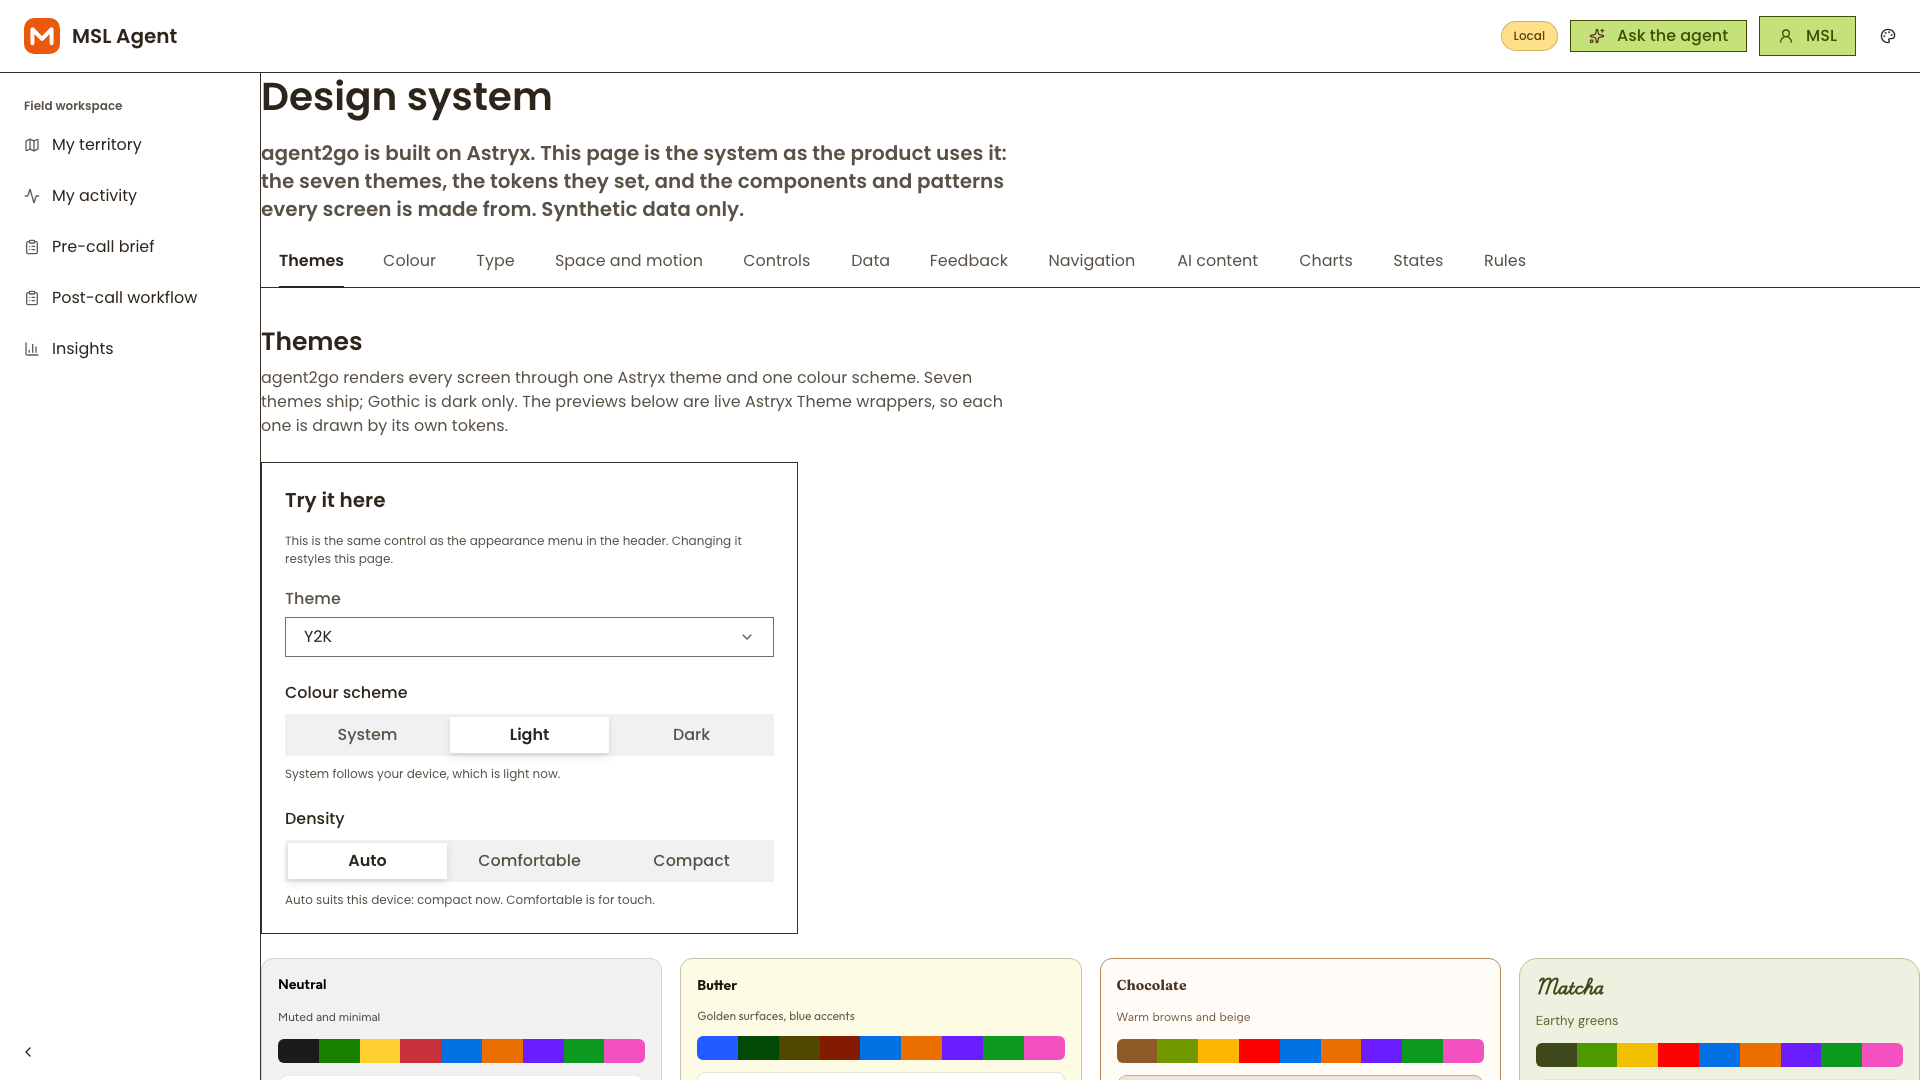 MSL Agent
Local
Ask the agent
MSL
Field workspace
My territory
My activity
Pre-call brief
Post-call workflow
Insights
Design system
agent2go is built on Astryx. This page is the system as the product uses it:
the seven themes, the tokens they set, and the components and patterns
every screen is made from. Synthetic data only.
Themes
Colour
Type
Space and motion
Controls
Data
Feedback
Navigation
AI content
Charts
States
Rules
Themes
agent2go renders every screen through one Astryx theme and one colour scheme. Seven
themes ship; Gothic is dark only. The previews below are live Astryx Theme wrappers, so each
one is drawn by its own tokens.
Try it here
This is the same control as the appearance menu in the header. Changing it
restyles this page.
Theme
Y2K
Colour scheme
System
Light
Dark
System follows your device, which is light now.
Density
Auto
Comfortable
Compact
Auto suits this device: compact now. Comfortable is for touch.
Neutral
Muted and minimal
Butter
Golden surfaces, blue accents
Chocolate
Warm browns and beige
Matcha
Earthy greens